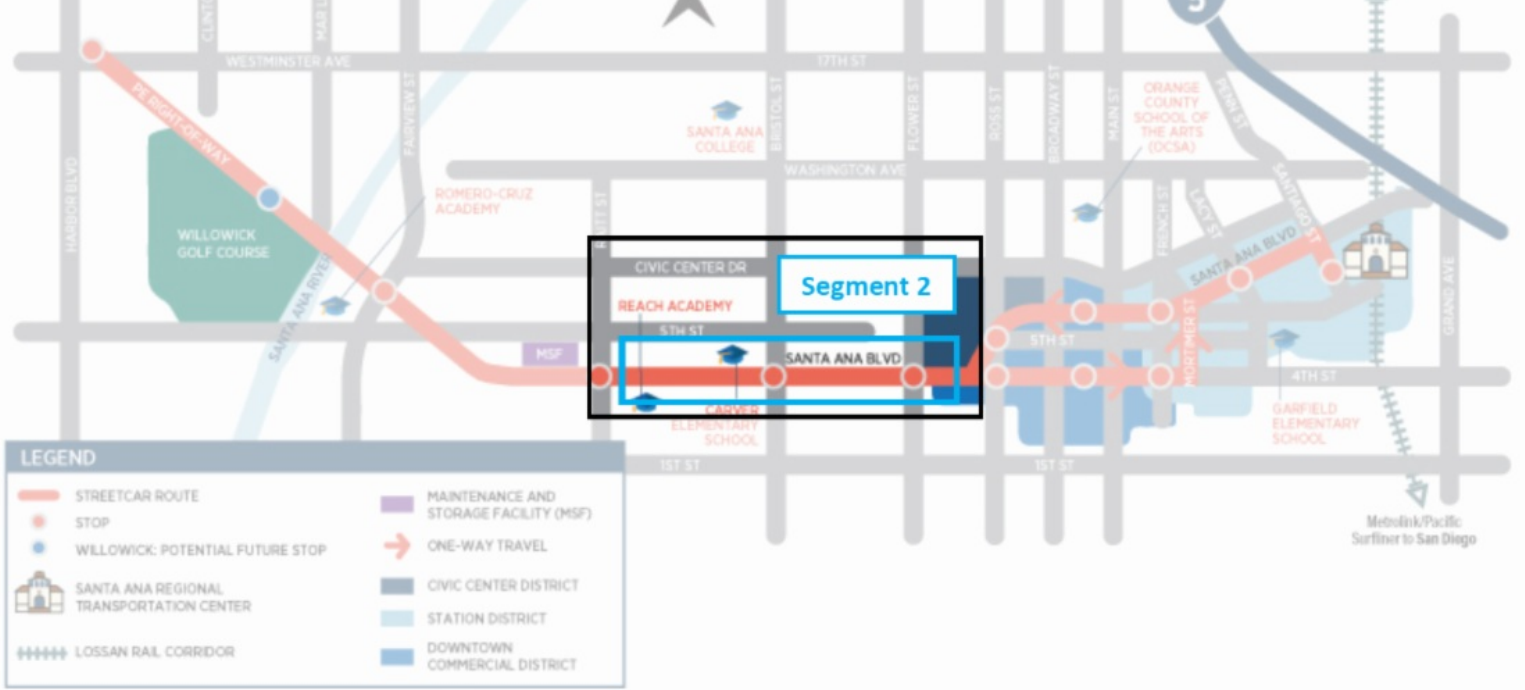 CLINT
MAR L
5
WESTMINSTER AVE
17TH ST
PE RIGHT-OF-WAY
FAIRVIEW ST
SANTA ANA
COLLEGE
BRISTOL ST
FLOWER ST
ROSS ST
BROADWAY ST
MAIN ST
ORANGE
COUNTY
SCHOOL OF
THE ARTS
(OCSA)
PENN ST
WASHINGTON AVE
HARBOR BLVD
ROMERO-CRUZ
ACADEMY
FRENCH ST
LACY ST
SANTIAGO ST
WILLOWICK
GOLF COURSE
SANTA ANA RIVER
CIVIC CENTER DR
Segment 2
SANTA ANA BLVD
GRAND AVE
REACH ACADEMY
5TH ST
5TH ST
MSF
SANTA ANA BLVD
MORTIMER ST
4TH ST
CARVER
ELEMENTARY
SCHOOL
GARFIELD
ELEMENTARY
SCHOOL
1ST ST
1ST ST
Metrolink/Pacific
Surfliner to San Diego
LEGEND
STREETCAR ROUTE
STOP
WILLOWICK: POTENTIAL FUTURE STOP
SANTA ANA REGIONAL
TRANSPORTATION CENTER
LOSSAN RAIL CORRIDOR
MAINTENANCE AND
STORAGE FACILITY (MSF)
ONE-WAY TRAVEL
CIVIC CENTER DISTRICT
STATION DISTRICT
DOWNTOWN
COMMERCIAL DISTRICT